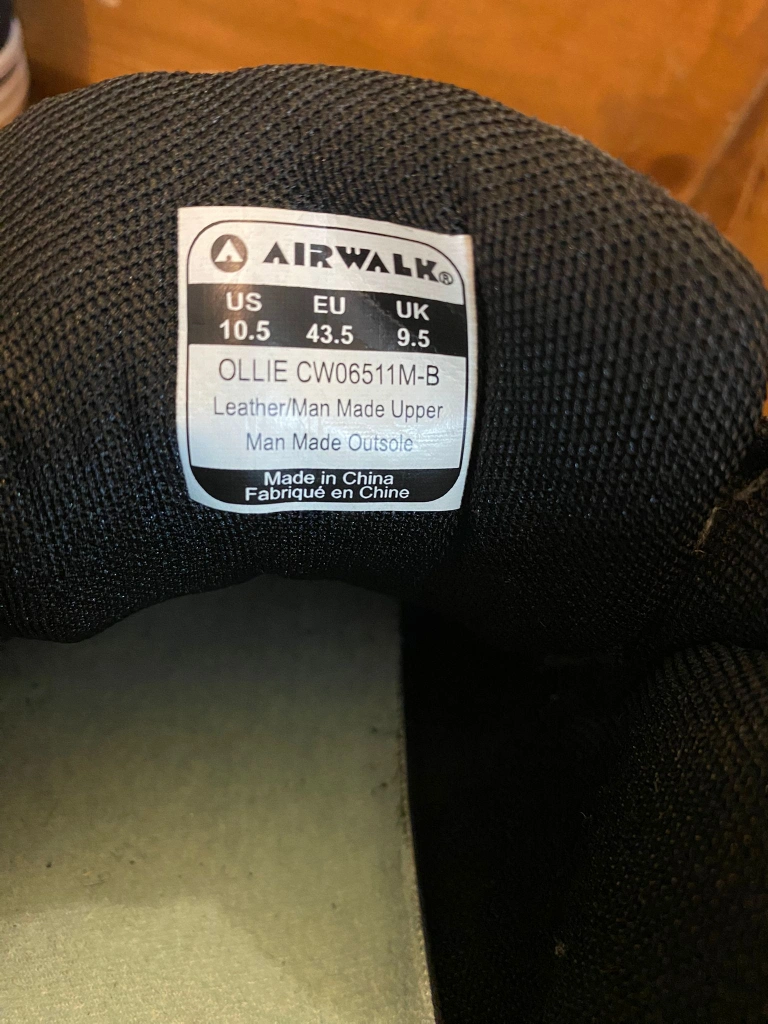 AIRWALK®
US EU UK
10.5 43.5 9.5
OLLIE CW06511M-B
Leather/Man Made Upper
Man Made Outsole
Made in China
Fabriqué en Chine